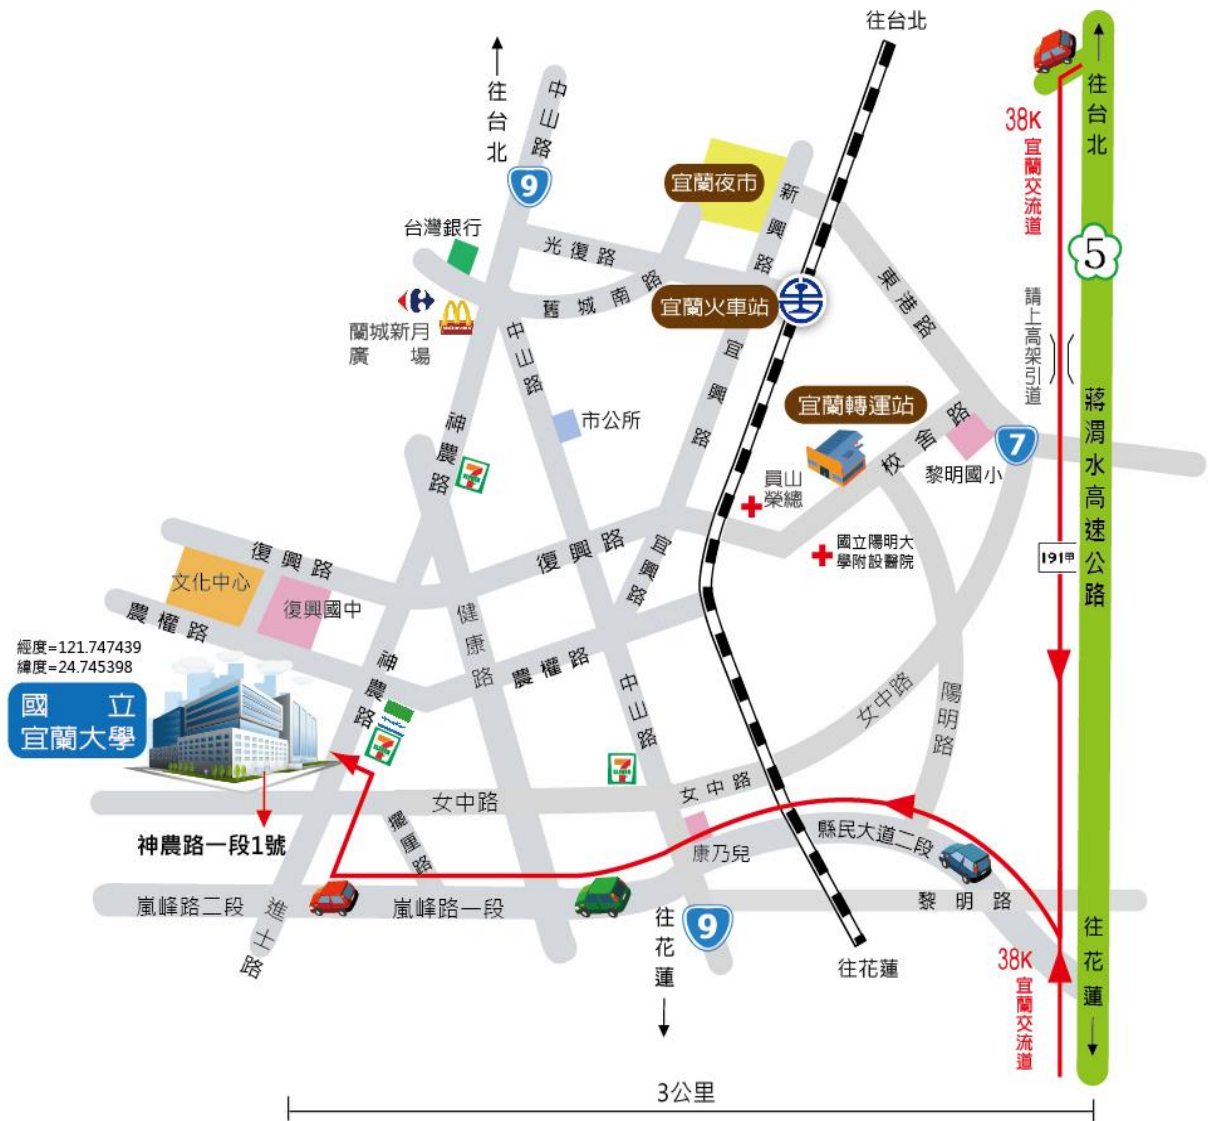 往台北
往台北
中山路
9
往台北
38K
宜蘭交流道
宜蘭夜市
新興路
台灣銀行
光復路
舊城南路
東港路
5
宜蘭火車站
請上高架引道
蘭城新月
廣場
中山路
宜興路
宜蘭轉運站
蔣渭水高速公路
市公所
神農路
校舍路
7
黎明國小
員山
榮總
7
ELEVEN
復興路
復興路
宜興路
國立陽明大
學附設醫院
191甲
文化中心
復興國中
健康路
農權路
農權路
經度=121.747439
緯度=24.745398
國立
宜蘭大學
神農路
中山路
女中路
陽明路
7
ELEVEN
7
ELEVEN
女中路
女中路
擺厘路
神農路一段1號
康乃兒
縣民大道二段
嵐峰路二段
進士路
嵐峰路一段
黎明路
往花蓮
9
往花蓮
38K
宜蘭交流道
往花蓮
3公里